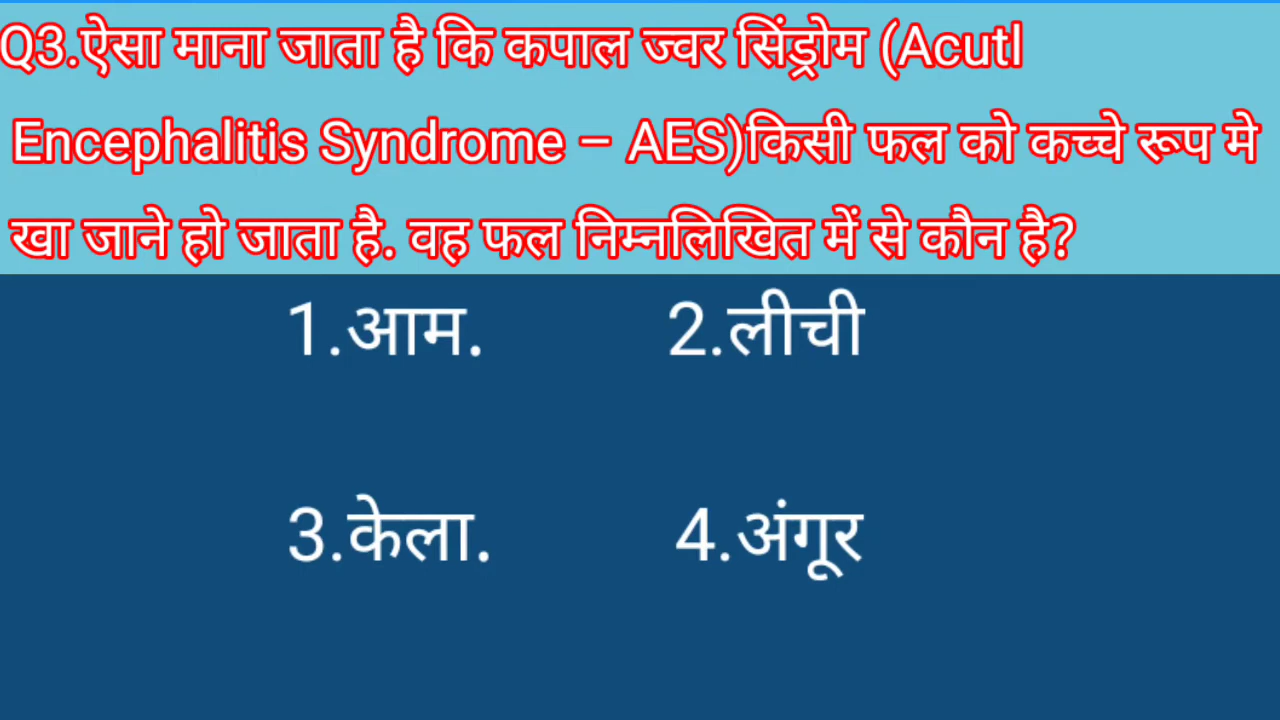 Q3.ऐसा माना जाता है कि कपाल ज्वर सिंड्रोम (Acutl
Encephalitis Syndrome – AES)किसी फल को कच्चे रूप मे
खा जाने हो जाता है. वह फल निम्नलिखित में से कौन है?
1.आम. 2.लीची
3.केला. 4.अंगूर